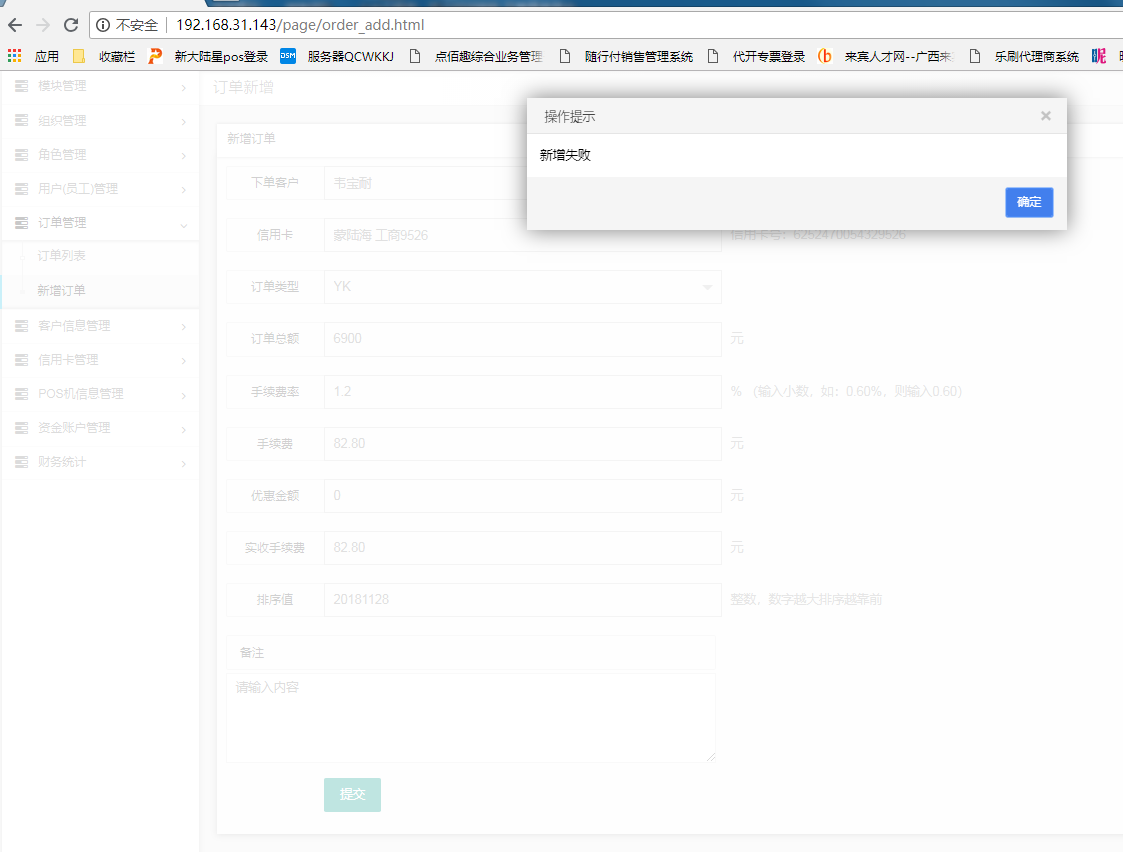 不安全 192.168.31.143/page/order_add.html
应用 收藏栏 新大陆星pos登录 DSM 服务器QCWKKJ 点佰趣综合业务管理 随行付销售管理系统 代开专票登录 来宾人才网--广西来 乐刷代理商系统 昵
模块管理
组织管理
角色管理
用户(员工)管理
订单管理
订单列表
新增订单
客户信息管理
信用卡管理
POS机信息管理
资金账户管理
财务统计
订单新增
新增订单
操作提示 ×
新增失败
确定
下单客户 韦宝耐
信用卡 蒙陆海 工商9526 信用卡号：6252470054329526
订单类型 YK
订单总额 6900 元
手续费率 1.2 % （输入小数，如：0.60%，则输入0.60）
手续费 82.80 元
优惠金额 0 元
实收手续费 82.80 元
排序值 20181128 整数，数字越大排序越靠前
备注
请输入内容
提交